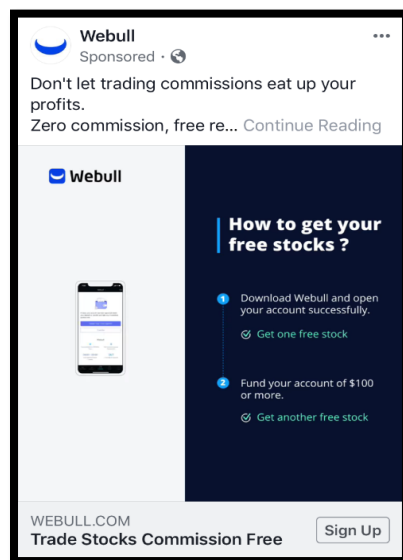 Webull
Sponsored ·
Don't let trading commissions eat up your
profits.
Zero commission, free re... Continue Reading
Webull
How to get your
free stocks ?
1 Download Webull and open
your account successfully.
Get one free stock
2 Fund your account of $100
or more.
Get another free stock
WEBULL.COM
Trade Stocks Commission Free
Sign Up